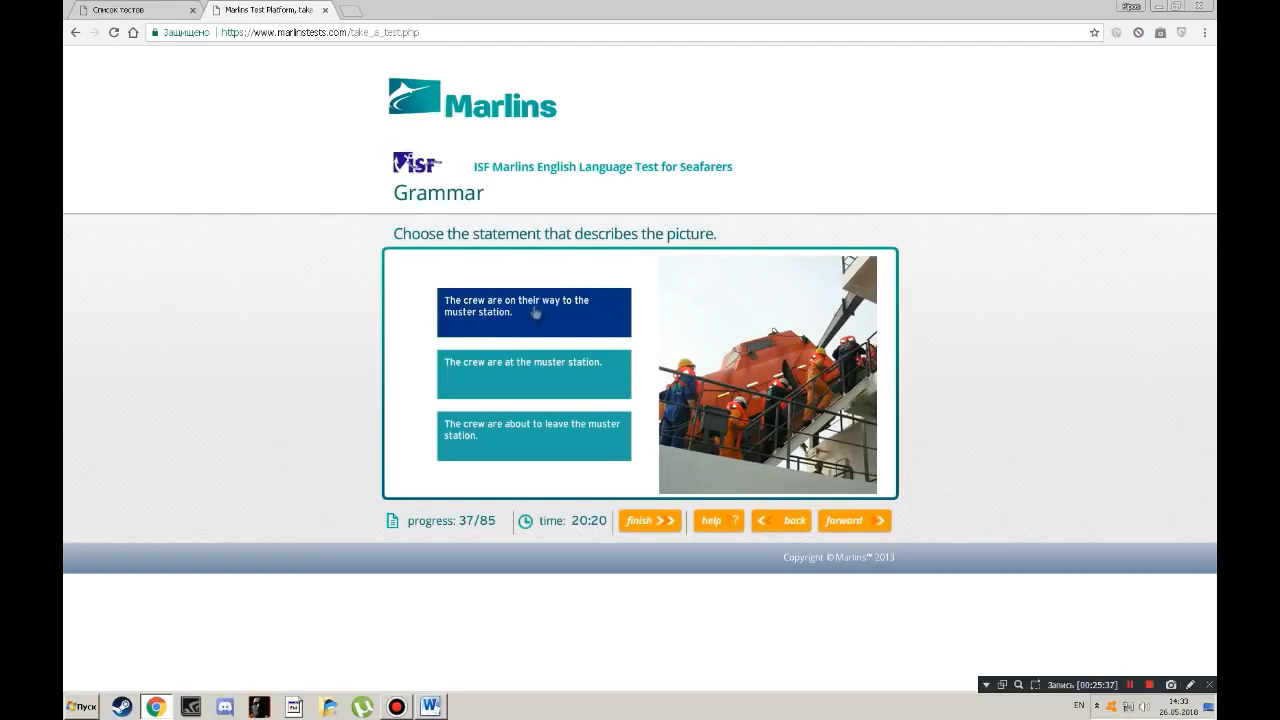 Список тестов
Marlins Test Platform, take
Ягроз
Защищено
https://www.marlinstests.com/take_a_test.php
Marlins
ISF
ISF Marlins English Language Test for Seafarers
Grammar
Choose the statement that describes the picture.
The crew are on their way to the
muster station.
The crew are at the muster station.
The crew are about to leave the muster
station.
progress: 37/85
time: 20:20
finish
help ?
back
forward
Copyright © Marlins™ 2013
Запись [00:25:37]
Пуск
EN
14:33
26.05.2018